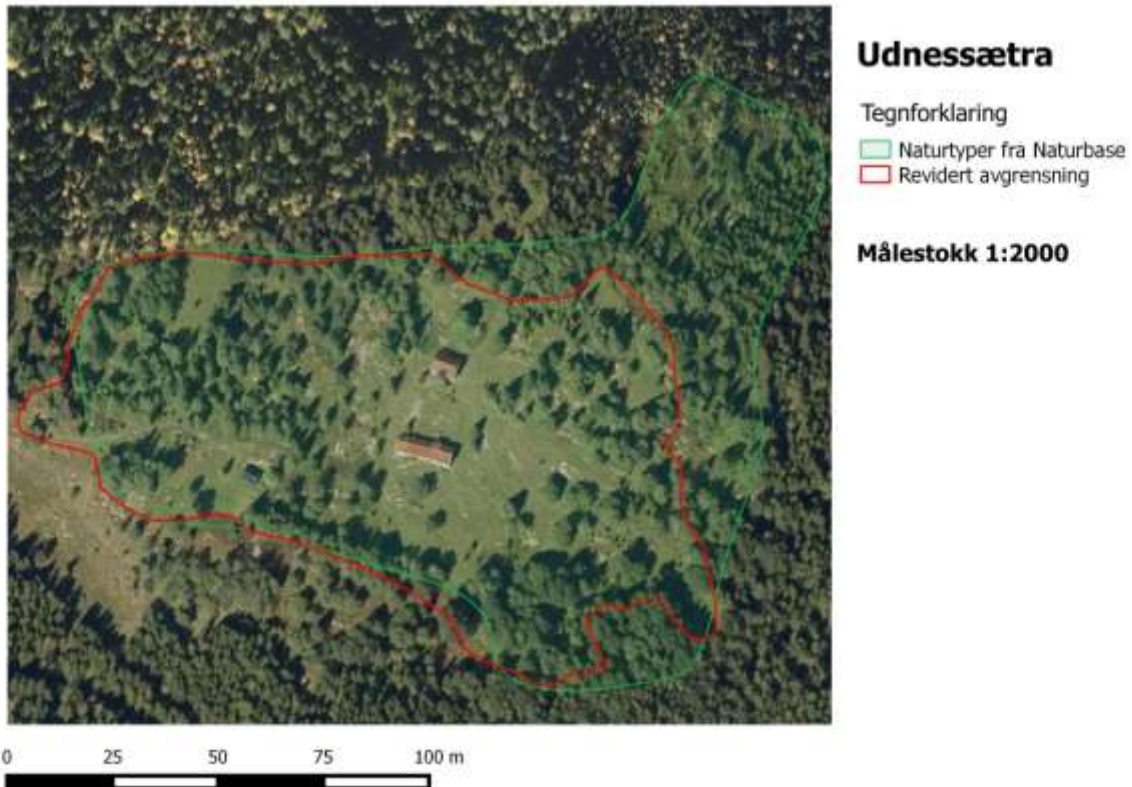 Udnessætra
Tegnforklaring
Naturtyper fra Naturbase
Revidert avgrensning
Målestokk 1:2000
0 25 50 75 100 m